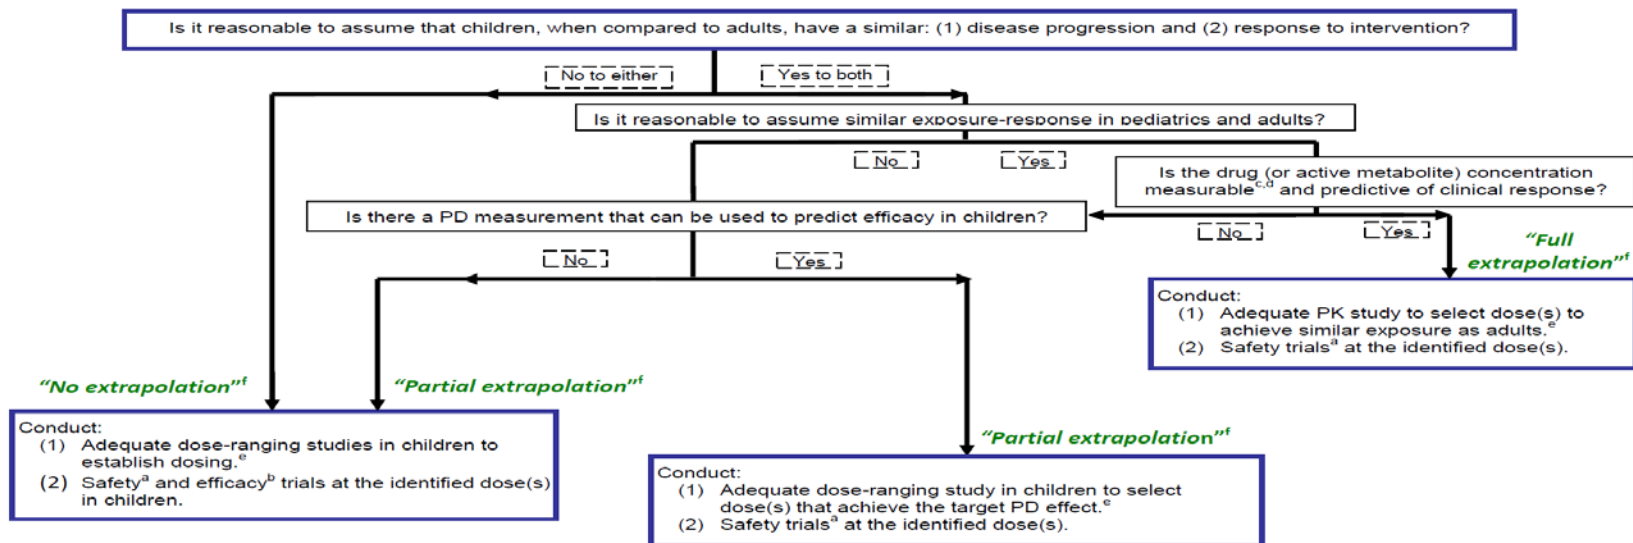 Is it reasonable to assume that children, when compared to adults, have a similar: (1) disease progression and (2) response to intervention?
No to either
Yes to both
Is it reasonable to assume similar exposure-response in pediatrics and adults?
No
Yes
Is the drug (or active metabolite) concentration
measurable^c,d and predictive of clinical response?
Is there a PD measurement that can be used to predict efficacy in children?
No
Yes
No
Yes
"Full
extrapolation"^f
Conduct:
(1) Adequate PK study to select dose(s) to
achieve similar exposure as adults.^e
(2) Safety trials^a at the identified dose(s).
"No extrapolation"^f
"Partial extrapolation"^f
Conduct:
(1) Adequate dose-ranging studies in children to
establish dosing.^e
(2) Safety^a and efficacy^b trials at the identified dose(s)
in children.
"Partial extrapolation"^f
Conduct:
(1) Adequate dose-ranging study in children to select
dose(s) that achieve the target PD effect.^e
(2) Safety trials^a at the identified dose(s).